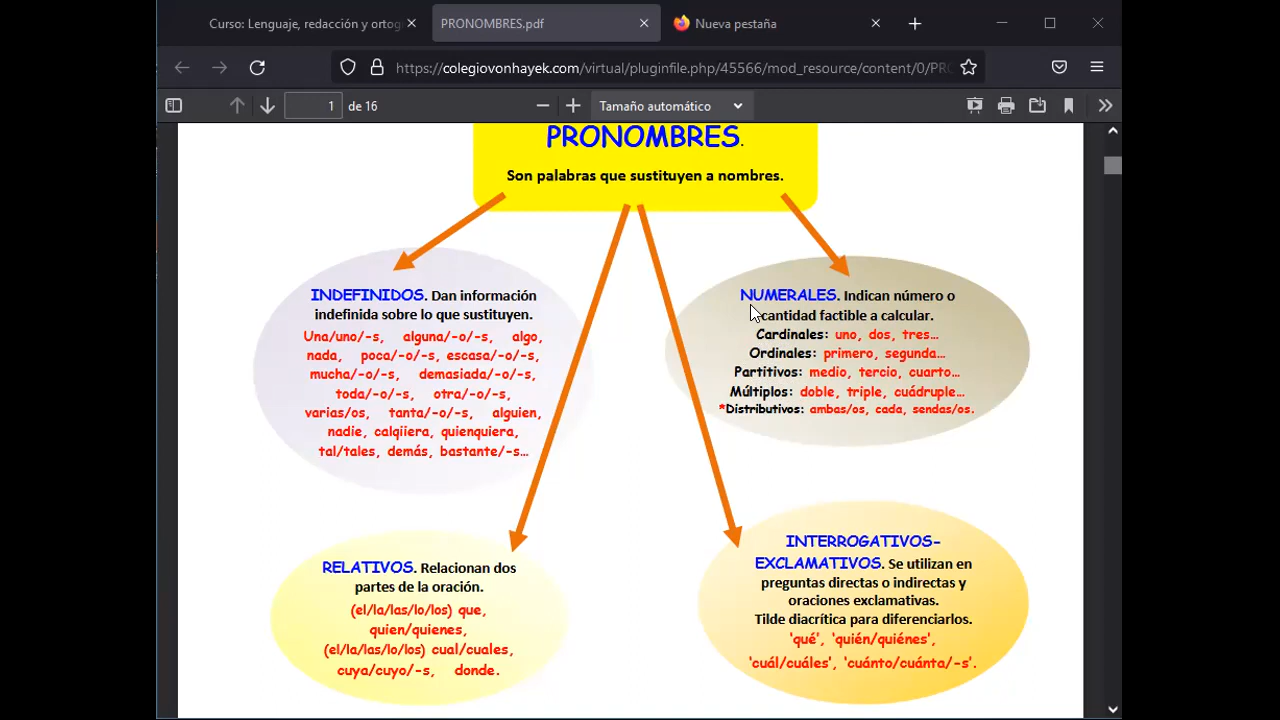 Curso: Lenguaje, redacción y ortog
PRONOMBRES.pdf
Nueva pestaña
https://colegiovonhayek.com/virtual/pluginfile.php/45566/mod_resource/content/0/PR
1 de 16
Tamaño automático
PRONOMBRES.
Son palabras que sustituyen a nombres.
INDEFINIDOS. Dan información
indefinida sobre lo que sustituyen.
Una/uno/-s, alguna/-o/-s, algo,
nada, poca/-o/-s, escasa/-o/-s,
mucha/-o/-s, demasiada/-o/-s,
toda/-o/-s, otra/-o/-s,
varias/os, tanta/-o/-s, alguien,
nadie, calqiiera, quienquiera,
tal/tales, demás, bastante/-s…
NUMERALES. Indican número o
cantidad factible a calcular.
Cardinales: uno, dos, tres…
Ordinales: primero, segunda…
Partitivos: medio, tercio, cuarto…
Múltiplos: doble, triple, cuádruple…
*Distributivos: ambas/os, cada, sendas/os.
RELATIVOS. Relacionan dos
partes de la oración.
(el/la/las/lo/los) que,
quien/quienes,
(el/la/las/lo/los) cual/cuales,
cuya/cuyo/-s, donde.
INTERROGATIVOS-
EXCLAMATIVOS. Se utilizan en
preguntas directas o indirectas y
oraciones exclamativas.
Tilde diacrítica para diferenciarlos.
'qué', 'quién/quiénes',
'cuál/cuáles', 'cuánto/cuánta/-s'.